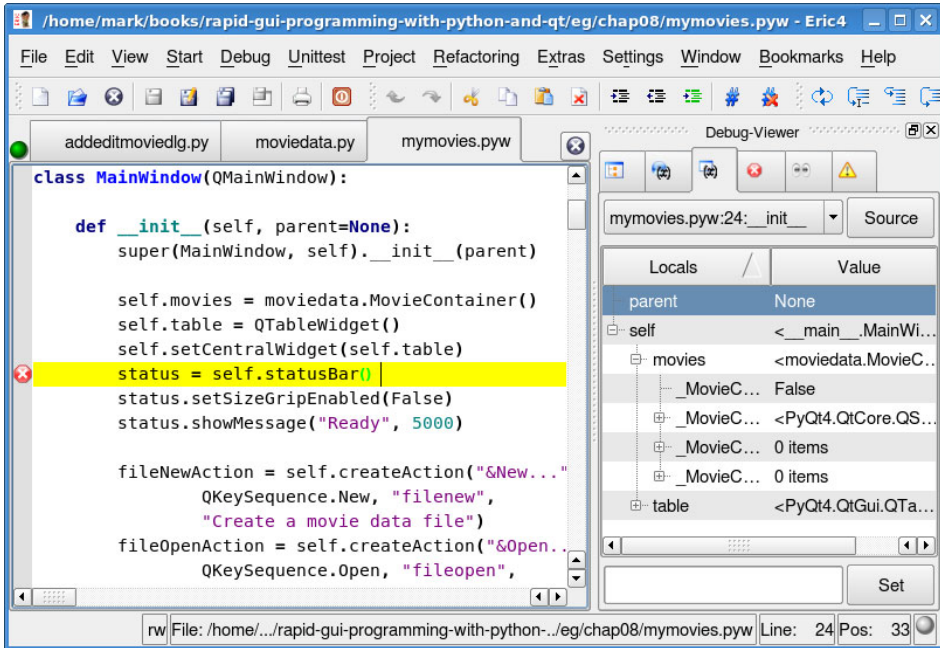 /home/mark/books/rapid-gui-programming-with-python-and-qt/eg/chap08/mymovies.pyw - Eric4
File Edit View Start Debug Unittest Project Refactoring Extras Settings Window Bookmarks Help
addeditmoviedlg.py moviedata.py mymovies.pyw
class MainWindow(QMainWindow):
def __init__(self, parent=None):
super(MainWindow, self).__init__(parent)
self.movies = moviedata.MovieContainer()
self.table = QTableWidget()
self.setCentralWidget(self.table)
status = self.statusBar()
status.setSizeGripEnabled(False)
status.showMessage("Ready", 5000)
fileNewAction = self.createAction("&New..."
QKeySequence.New, "filenew",
"Create a movie data file")
fileOpenAction = self.createAction("&Open..
QKeySequence.Open, "fileopen",
Debug-Viewer
mymovies.pyw:24:__init__ Source
Locals Value
parent None
self <__main__.MainWi...
movies <moviedata.MovieC...
_MovieC... False
_MovieC... <PyQt4.QtCore.QS...
_MovieC... 0 items
_MovieC... 0 items
table <PyQt4.QtGui.QTa...
Set
rw File: /home/.../rapid-gui-programming-with-python-../eg/chap08/mymovies.pyw Line: 24 Pos: 33